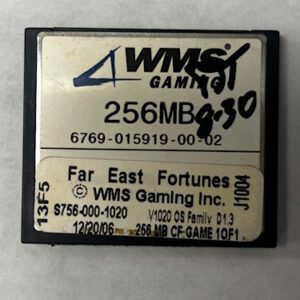 WMS
GAMING
256MB
9-30
6769-015919-00-02
Far East Fortunes
© WMS Gaming Inc.
S756-000-1020 V1020 OS Family D1.3
12/20/06 256 MB CF-GAME 1OF1
13F5
J1004